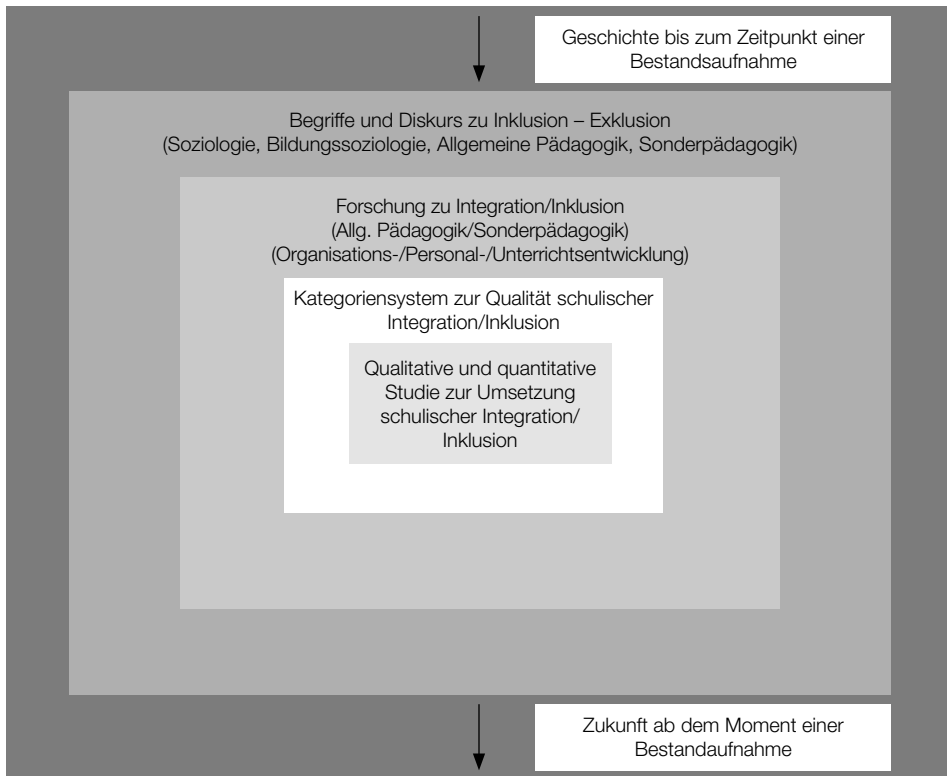 Geschichte bis zum Zeitpunkt einer
Bestandsaufnahme
Begriffe und Diskurs zu Inklusion – Exklusion
(Soziologie, Bildungssoziologie, Allgemeine Pädagogik, Sonderpädagogik)
Forschung zu Integration/Inklusion
(Allg. Pädagogik/Sonderpädagogik)
(Organisations-/Personal-/Unterrichtsentwicklung)
Kategoriensystem zur Qualität schulischer
Integration/Inklusion
Qualitative und quantitative
Studie zur Umsetzung
schulischer Integration/
Inklusion
Zukunft ab dem Moment einer
Bestandaufnahme